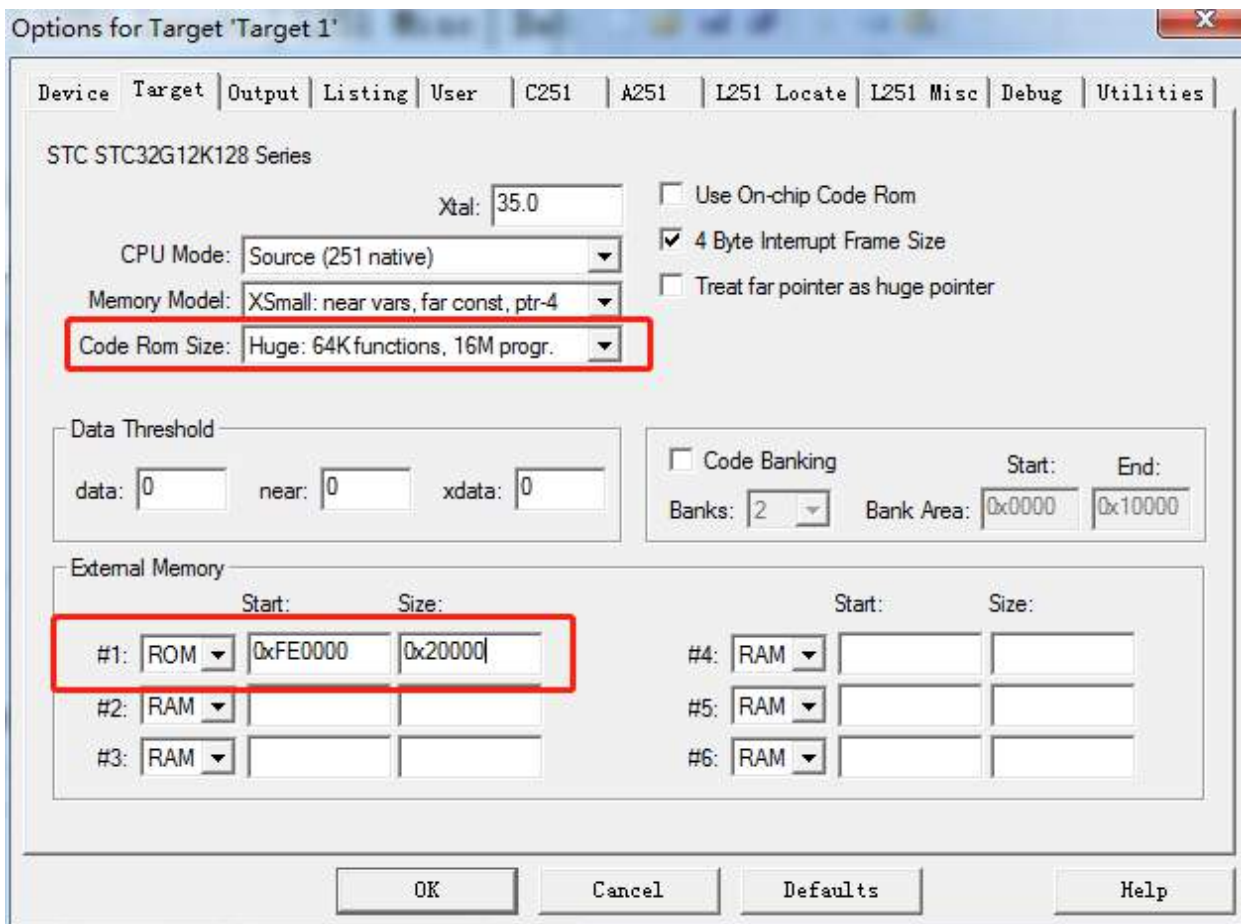 Options for Target 'Target 1'
Device Target Output Listing User C251 A251 L251 Locate L251 Misc Debug Utilities
STC STC32G12K128 Series
Xtal: 35.0
Use On-chip Code Rom
CPU Mode: Source (251 native)
4 Byte Interrupt Frame Size
Memory Model: XSmall: near vars, far const, ptr-4
Treat far pointer as huge pointer
Code Rom Size: Huge: 64K functions, 16M progr.
Data Threshold
data: 0 near: 0 xdata: 0
Code Banking Start: End:
Banks: 2 Bank Area: 0x0000 0x10000
External Memory
Start: Size: Start: Size:
#1: ROM 0xFE0000 0x20000 #4: RAM
#2: RAM #5: RAM
#3: RAM #6: RAM
OK Cancel Defaults Help